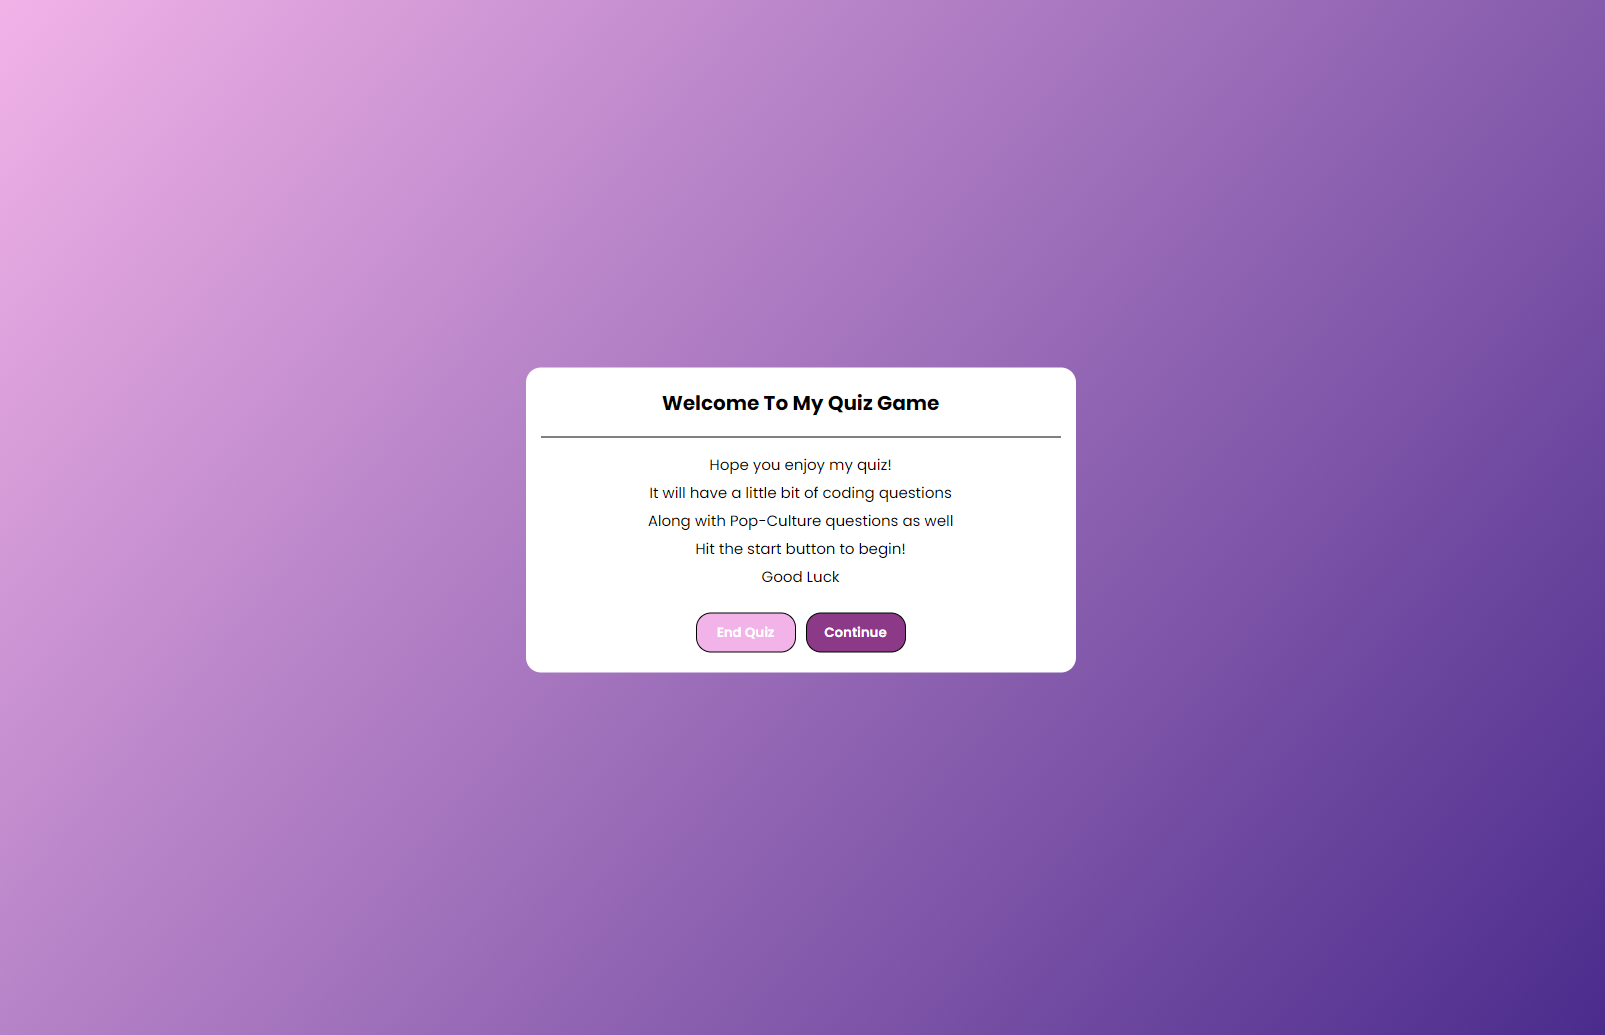 Welcome To My Quiz Game
Hope you enjoy my quiz!
It will have a little bit of coding questions
Along with Pop-Culture questions as well
Hit the start button to begin!
Good Luck
End Quiz
Continue